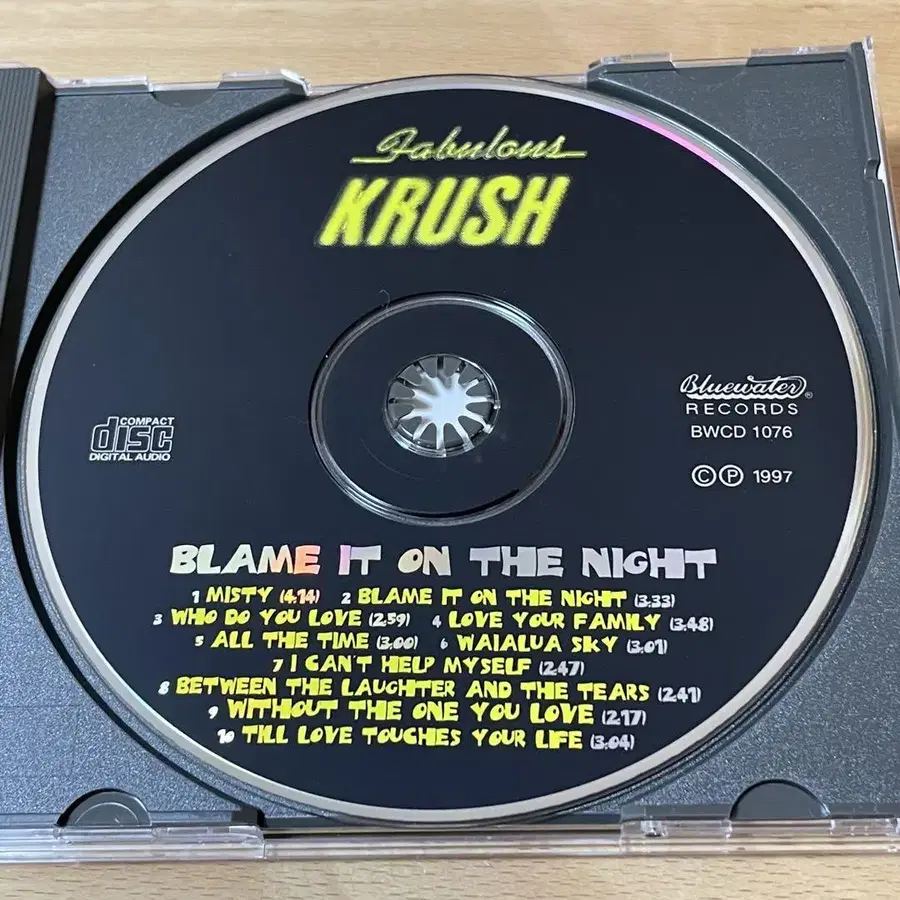 Fabulous
KRUSH
COMPACT
disc
DIGITAL AUDIO
Bluewater®
RECORDS
BWCD 1076
© ℗ 1997
BLAME IT ON THE NIGHT
1 MISTY (4.14) 2 BLAME IT ON THE NIGHT (3.33)
3 WHO DO YOU LOVE (2.59) 4 LOVE YOUR FAMILY (3.48)
5 ALL THE TIME (3.00) 6 WAIALUA SKY (3.01)
7 I CAN'T HELP MYSELF (2.47)
8 BETWEEN THE LAUGHTER AND THE TEARS (2.41)
9 WITHOUT THE ONE YOU LOVE (2.17)
10 TILL LOVE TOUCHES YOUR LIFE (3.04)